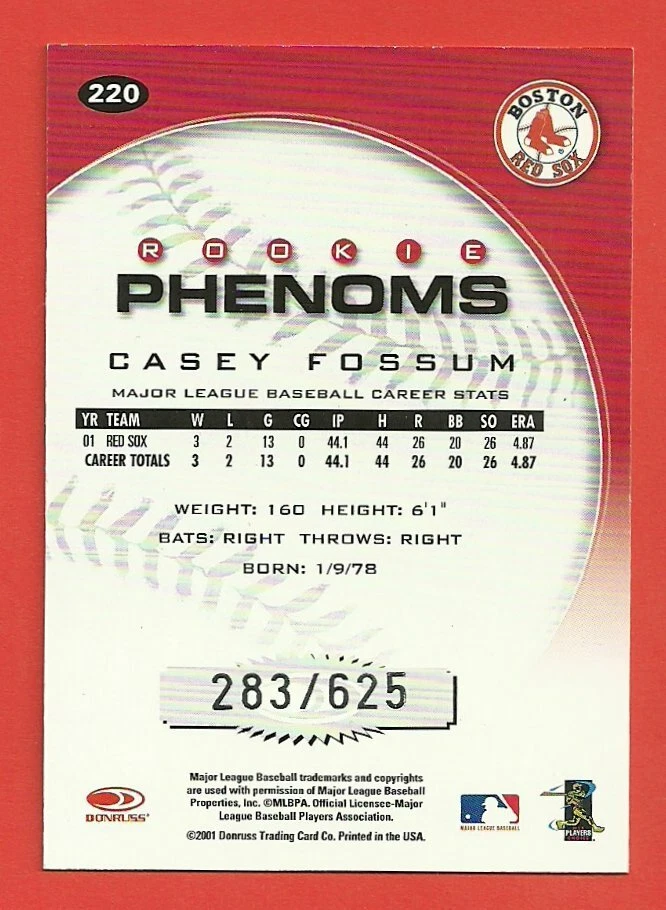 220
BOSTON
RED SOX
ROOKIE
PHENOMS
CASEY FOSSUM
MAJOR LEAGUE BASEBALL CAREER STATS
YR TEAM W L G CG IP H R BB SO ERA
01 RED SOX 3 2 13 0 44.1 44 26 20 26 4.87
CAREER TOTALS 3 2 13 0 44.1 44 26 20 26 4.87
WEIGHT: 160 HEIGHT: 6'1"
BATS: RIGHT THROWS: RIGHT
BORN: 1/9/78
283/625
Major League Baseball trademarks and copyrights
are used with permission of Major League Baseball
Properties, Inc. ©MLBPA. Official Licensee-Major
League Baseball Players Association.
©2001 Donruss Trading Card Co. Printed in the USA.
DONRUSS
MAJOR LEAGUE BASEBALL
PLAYERS
CHOICE